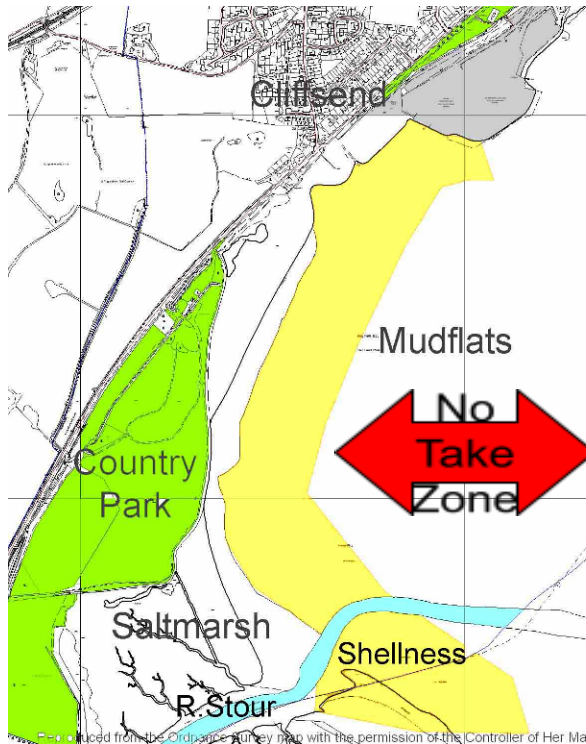 Cliffsend
Mudflats
No
Take
Zone
Country
Park
Saltmarsh
Shellness
R.Stour
Reproduced from the Ordnance Survey map with the permission of the Controller of Her Ma